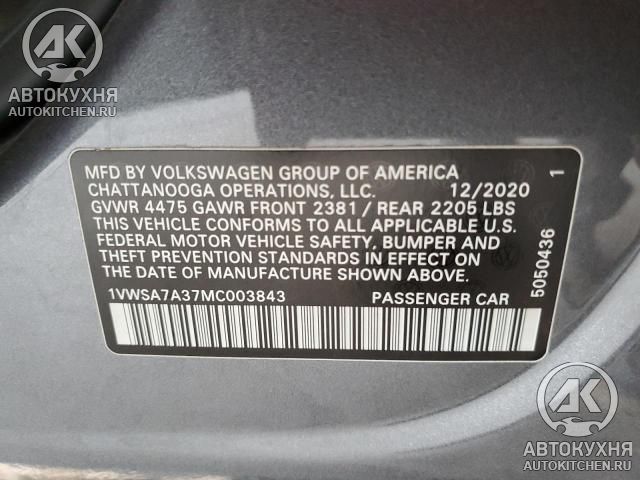 AK
АВТОКУХНЯ
AUTOKITCHEN.RU
MFD BY VOLKSWAGEN GROUP OF AMERICA
CHATTANOOGA OPERATIONS, LLC. 12/2020
GVWR 4475 GAWR FRONT 2381 / REAR 2205 LBS
THIS VEHICLE CONFORMS TO ALL APPLICABLE U.S.
FEDERAL MOTOR VEHICLE SAFETY, BUMPER AND
THEFT PREVENTION STANDARDS IN EFFECT ON
THE DATE OF MANUFACTURE SHOWN ABOVE.
1VWSA7A37MC003843 PASSENGER CAR
1
5050436
AK
АВТОКУХНЯ
AUTOKITCHEN.RU